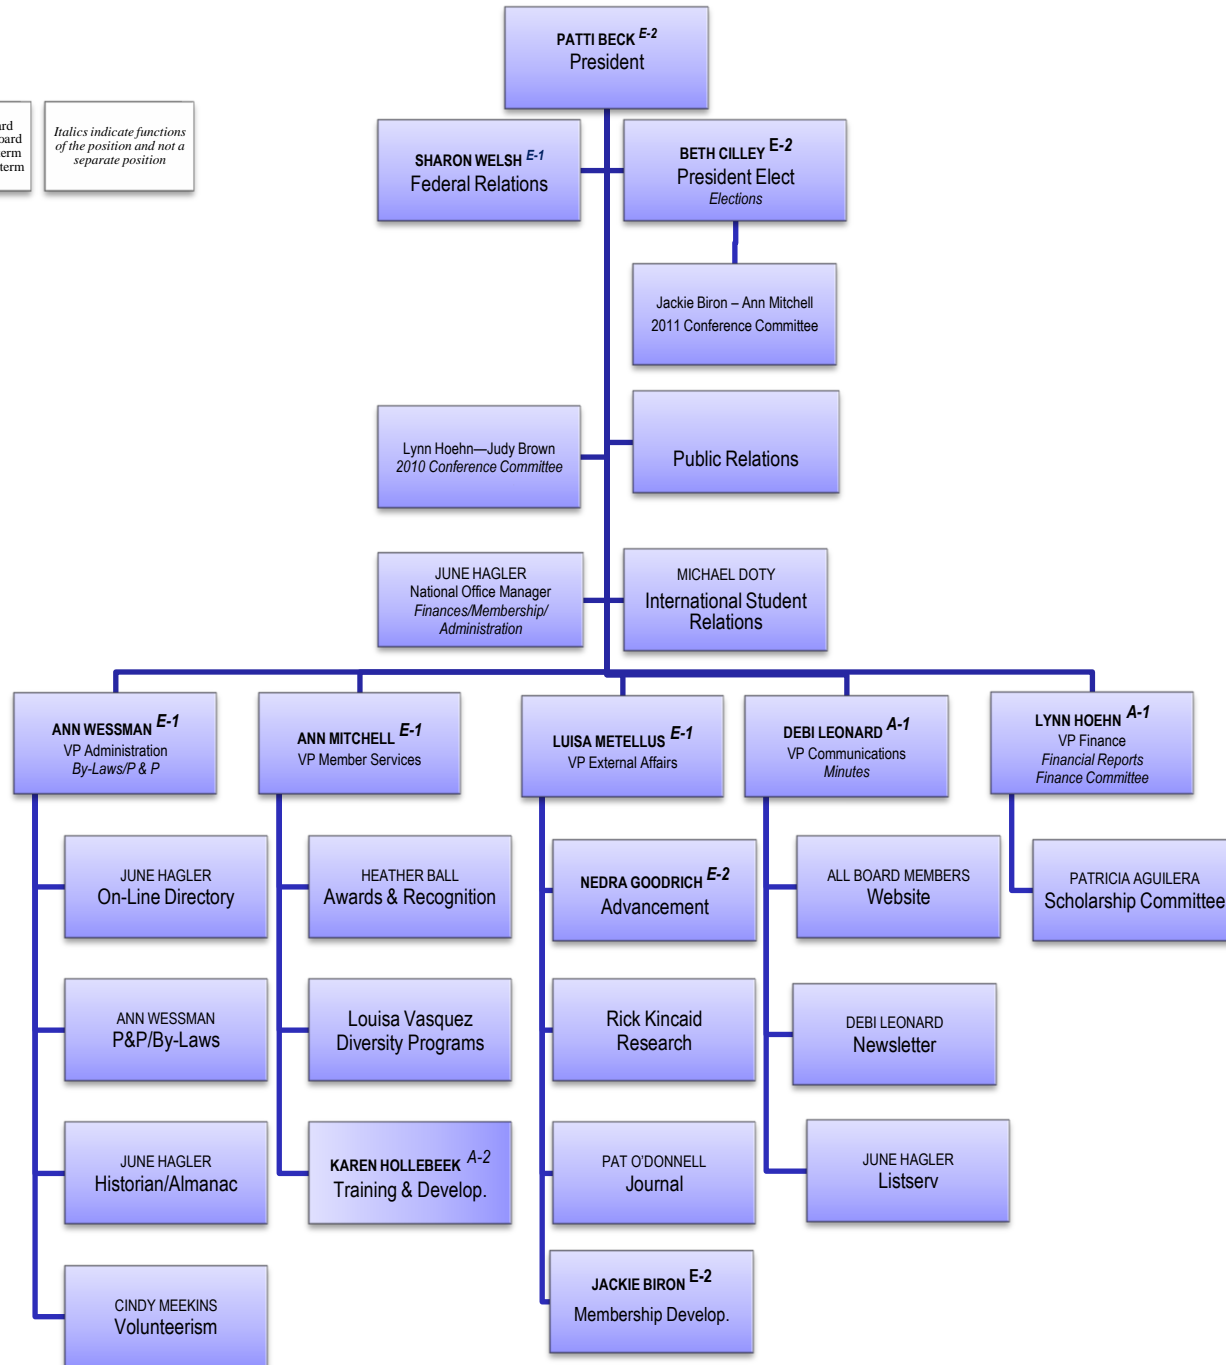 PATTI BECK E-2
President
ard
oard
term
term
Italics indicate functions
of the position and not a
separate position
SHARON WELSH E-1
Federal Relations
BETH CILLEY E-2
President Elect
Elections
Jackie Biron – Ann Mitchell
2011 Conference Committee
Lynn Hoehn—Judy Brown
2010 Conference Committee
Public Relations
JUNE HAGLER
National Office Manager
Finances/Membership/
Administration
MICHAEL DOTY
International Student
Relations
ANN WESSMAN E-1
VP Administration
By-Laws/P & P
ANN MITCHELL E-1
VP Member Services
LUISA METELLUS E-1
VP External Affairs
DEBI LEONARD A-1
VP Communications
Minutes
LYNN HOEHN A-1
VP Finance
Financial Reports
Finance Committee
JUNE HAGLER
On-Line Directory
HEATHER BALL
Awards & Recognition
NEDRA GOODRICH E-2
Advancement
ALL BOARD MEMBERS
Website
PATRICIA AGUILERA
Scholarship Committee
ANN WESSMAN
P&P/By-Laws
Louisa Vasquez
Diversity Programs
Rick Kincaid
Research
DEBI LEONARD
Newsletter
JUNE HAGLER
Historian/Almanac
KAREN HOLLEBEEK A-2
Training & Develop.
PAT O'DONNELL
Journal
JUNE HAGLER
Listserv
CINDY MEEKINS
Volunteerism
JACKIE BIRON E-2
Membership Develop.